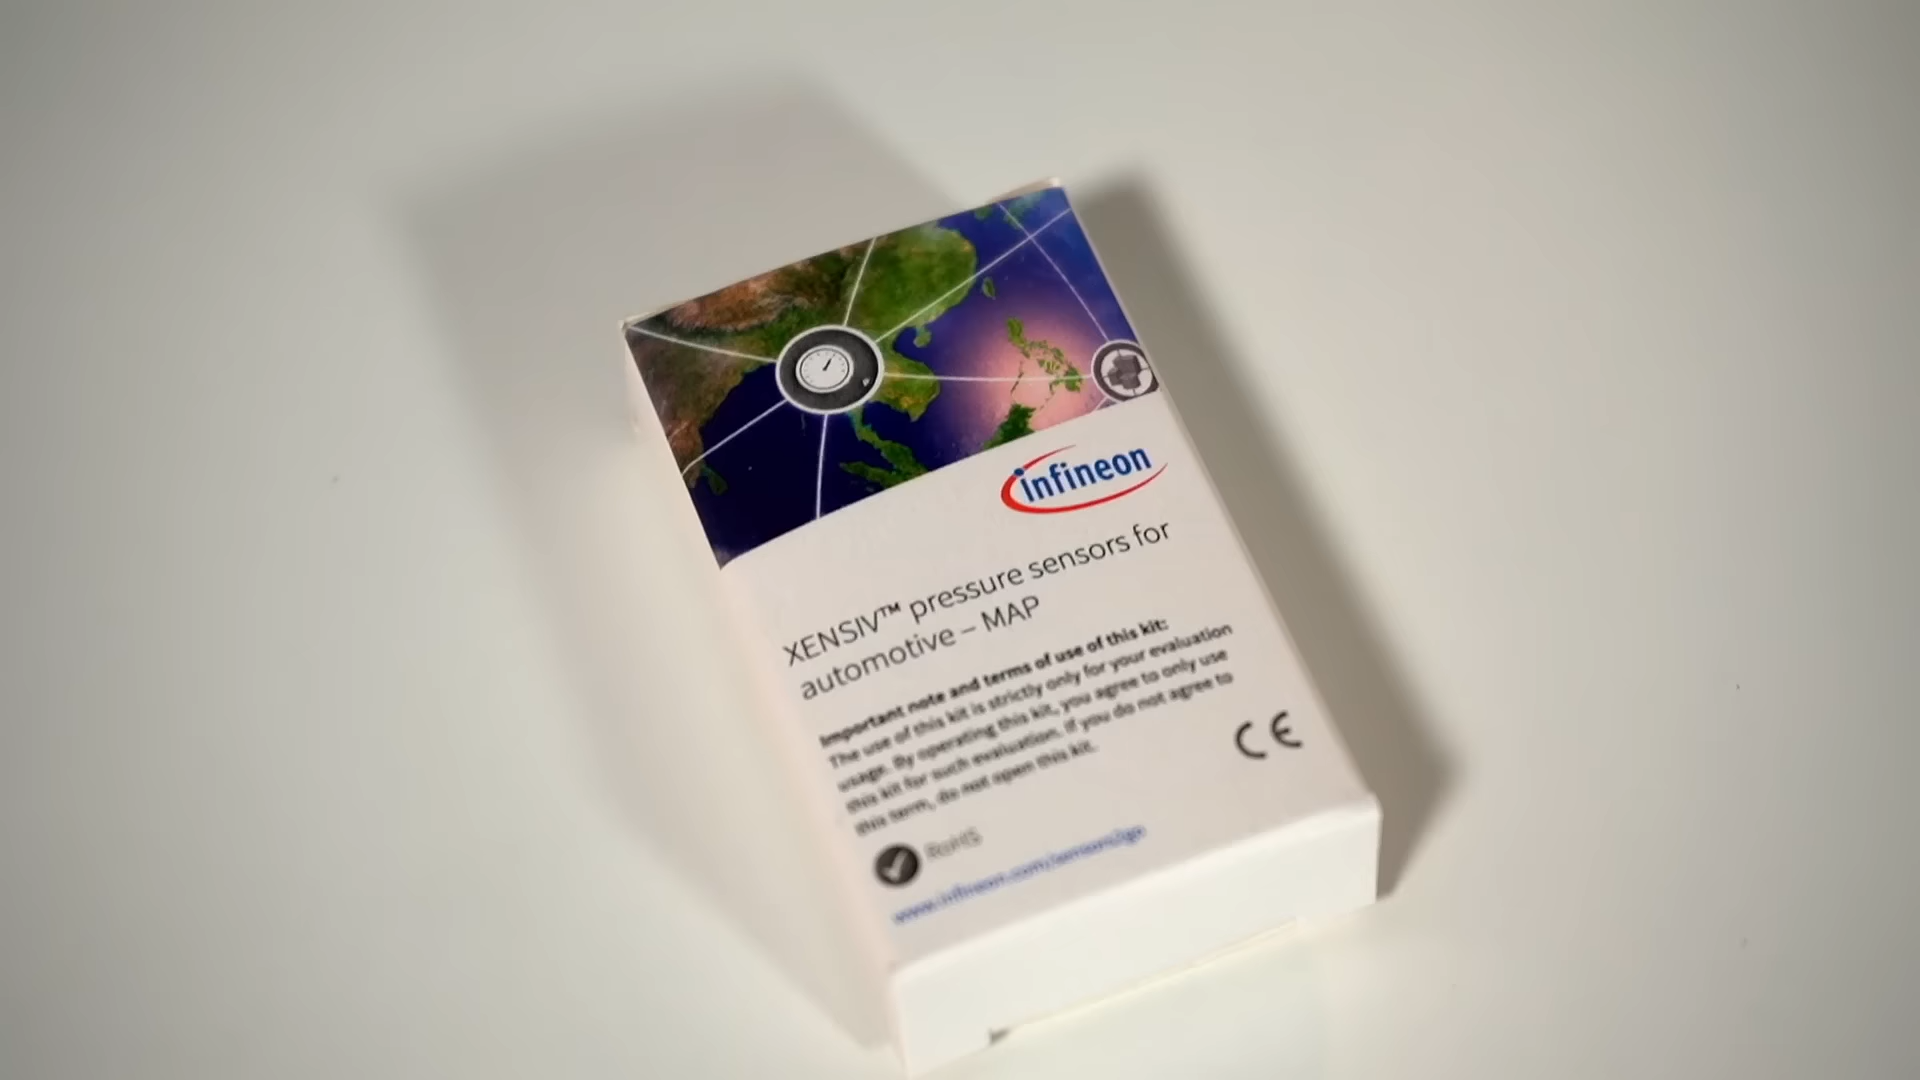 infineon
XENSIV™ pressure sensors for
automotive – MAP
Important note and terms of use of this kit:
The use of this kit is strictly only for your evaluation
usage. By operating this kit, you agree to only use
this kit for such evaluation. If you do not agree to
this term, do not open this kit.
CE
RoHS
www.infineon.com/sensors2go